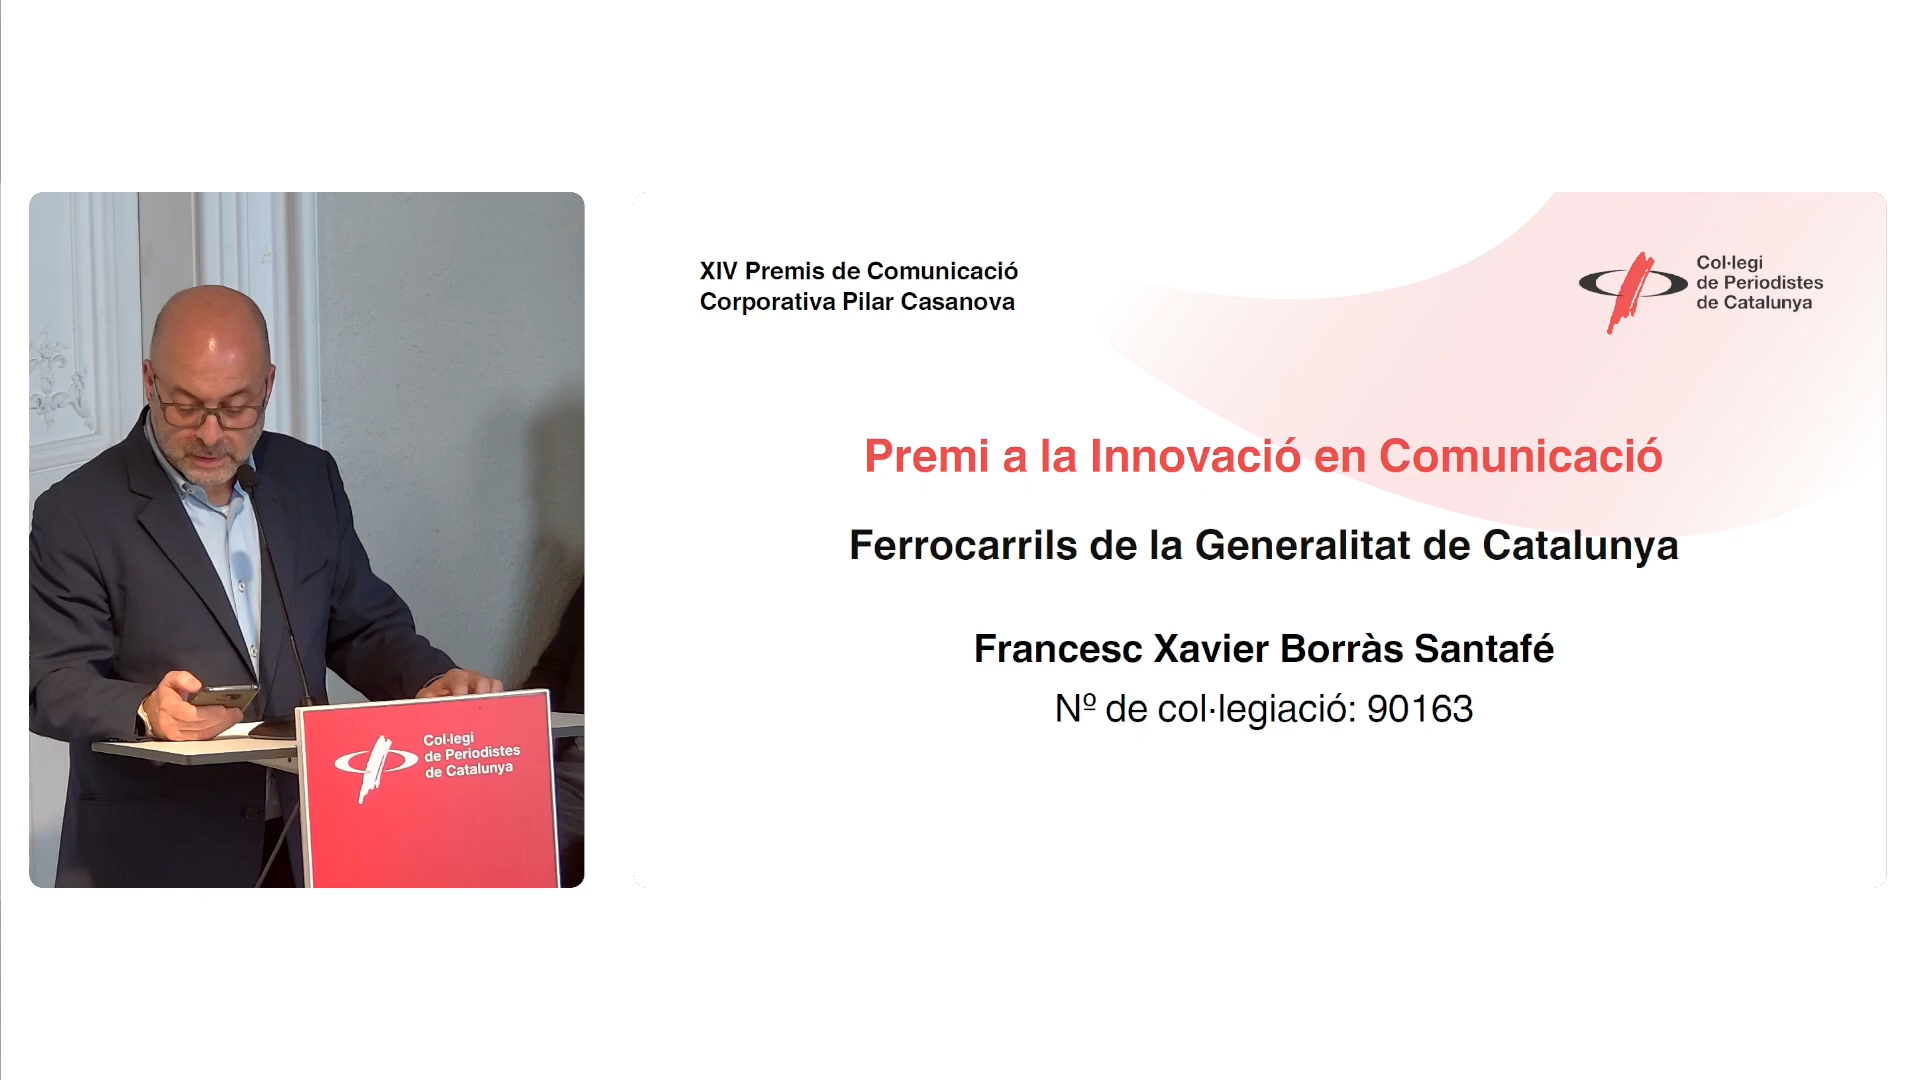 XIV Premis de Comunicació
Corporativa Pilar Casanova
Col·legi
de Periodistes
de Catalunya
Premi a la Innovació en Comunicació
Ferrocarrils de la Generalitat de Catalunya
Francesc Xavier Borràs Santafé
Nº de col·legiació: 90163
Col·legi
de Periodistes
de Catalunya